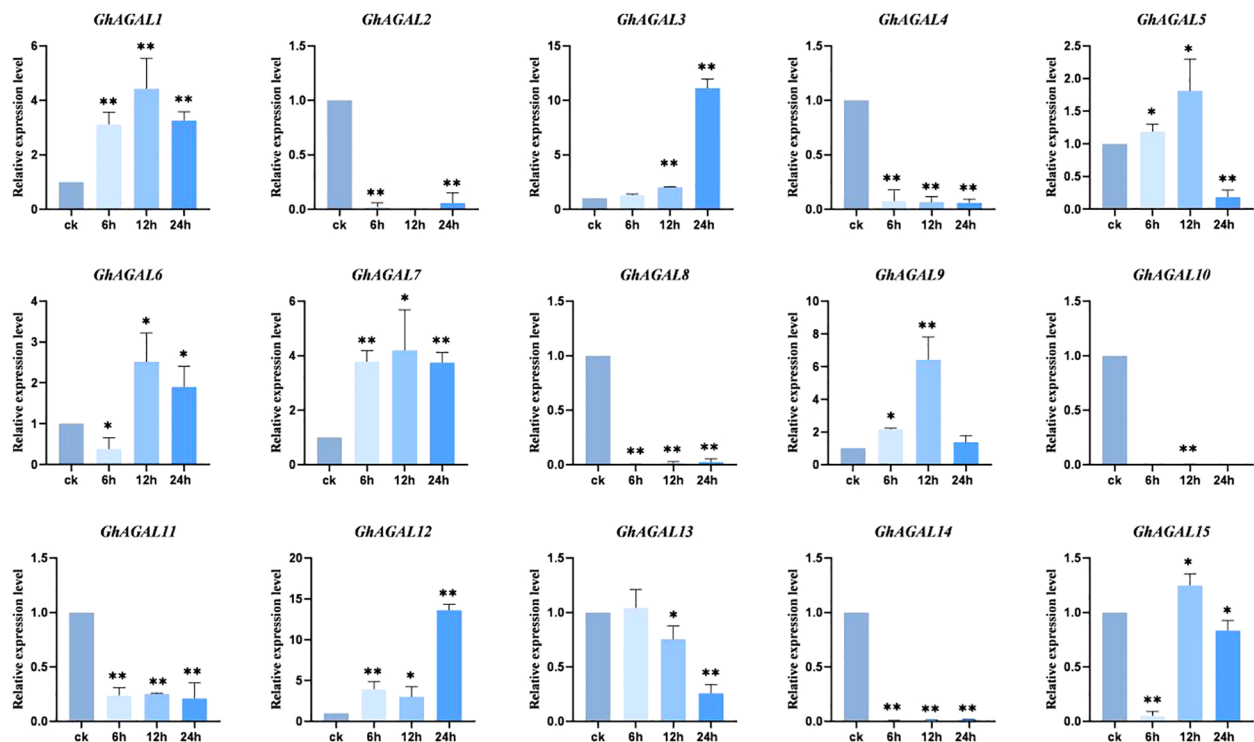 GhAGAL1 GhAGAL2 GhAGAL3 GhAGAL4 GhAGAL5
Relative expression level
6
4
2
0
** ** **
ck 6h 12h 24h
Relative expression level
1.5
1.0
0.5
0.0
** **
ck 6h 12h 24h
Relative expression level
15
10
5
0
** **
ck 6h 12h 24h
Relative expression level
1.5
1.0
0.5
0.0
** ** **
ck 6h 12h 24h
Relative expression level
2.5
2.0
1.5
1.0
0.5
0.0
* * **
ck 6h 12h 24h
GhAGAL6 GhAGAL7 GhAGAL8 GhAGAL9 GhAGAL10
Relative expression level
4
3
2
1
0
* * *
ck 6h 12h 24h
Relative expression level
6
4
2
0
** * **
ck 6h 12h 24h
Relative expression level
1.5
1.0
0.5
0.0
** ** **
ck 6h 12h 24h
Relative expression level
10
8
6
4
2
0
* **
ck 6h 12h 24h
Relative expression level
1.5
1.0
0.5
0.0
**
ck 6h 12h 24h
GhAGAL11 GhAGAL12 GhAGAL13 GhAGAL14 GhAGAL15
Relative expression level
1.5
1.0
0.5
0.0
** ** **
ck 6h 12h 24h
Relative expression level
20
15
10
5
0
** * **
ck 6h 12h 24h
Relative expression level
1.5
1.0
0.5
0.0
* **
ck 6h 12h 24h
Relative expression level
1.5
1.0
0.5
0.0
** ** **
ck 6h 12h 24h
Relative expression level
1.5
1.0
0.5
0.0
** * *
ck 6h 12h 24h